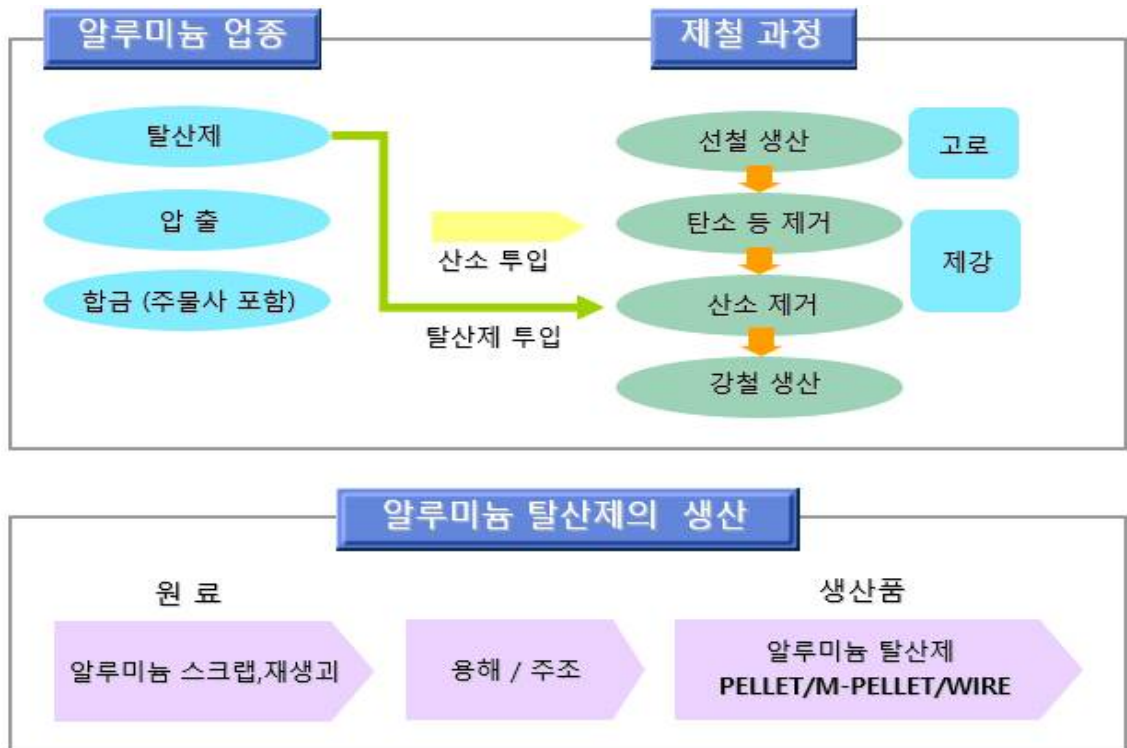 알루미늄 업종
제철 과정
탈산제
압 출
합금 (주물사 포함)
산소 투입
탈산제 투입
선철 생산
고로
탄소 등 제거
제강
산소 제거
강철 생산
알루미늄 탈산제의 생산
원 료
생산품
알루미늄 스크랩,재생괴
용해 / 주조
알루미늄 탈산제
PELLET/M-PELLET/WIRE